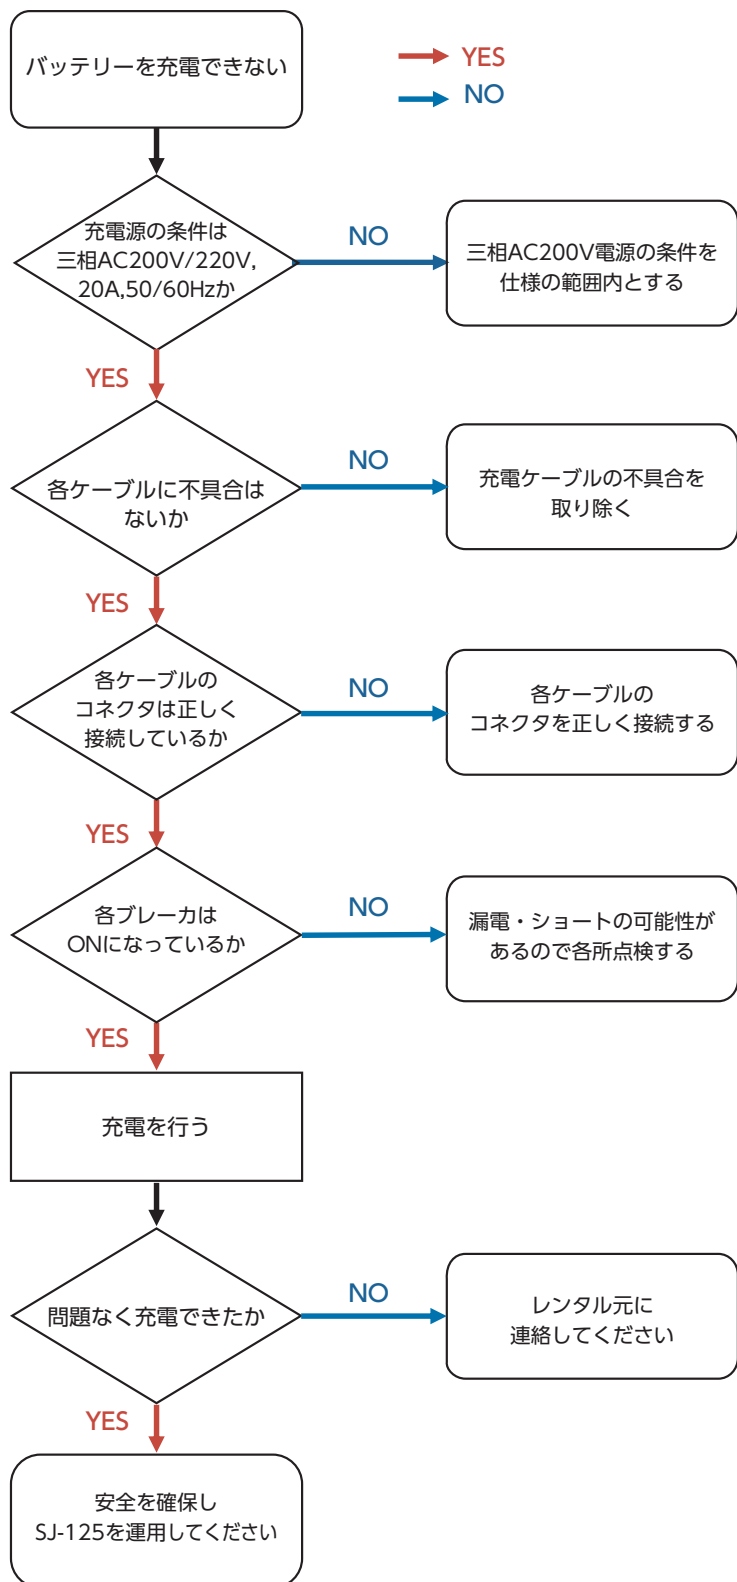 バッテリーを充電できない
YES
NO
充電源の条件は
三相AC200V/220V,
20A,50/60Hzか
NO
三相AC200V電源の条件を
仕様の範囲内とする
YES
各ケーブルに不具合は
ないか
NO
充電ケーブルの不具合を
取り除く
YES
各ケーブルの
コネクタは正しく
接続しているか
NO
各ケーブルの
コネクタを正しく接続する
YES
各ブレーカは
ONになっているか
NO
漏電・ショートの可能性が
あるので各所点検する
YES
充電を行う
問題なく充電できたか
NO
レンタル元に
連絡してください
YES
安全を確保し
SJ-125を運用してください